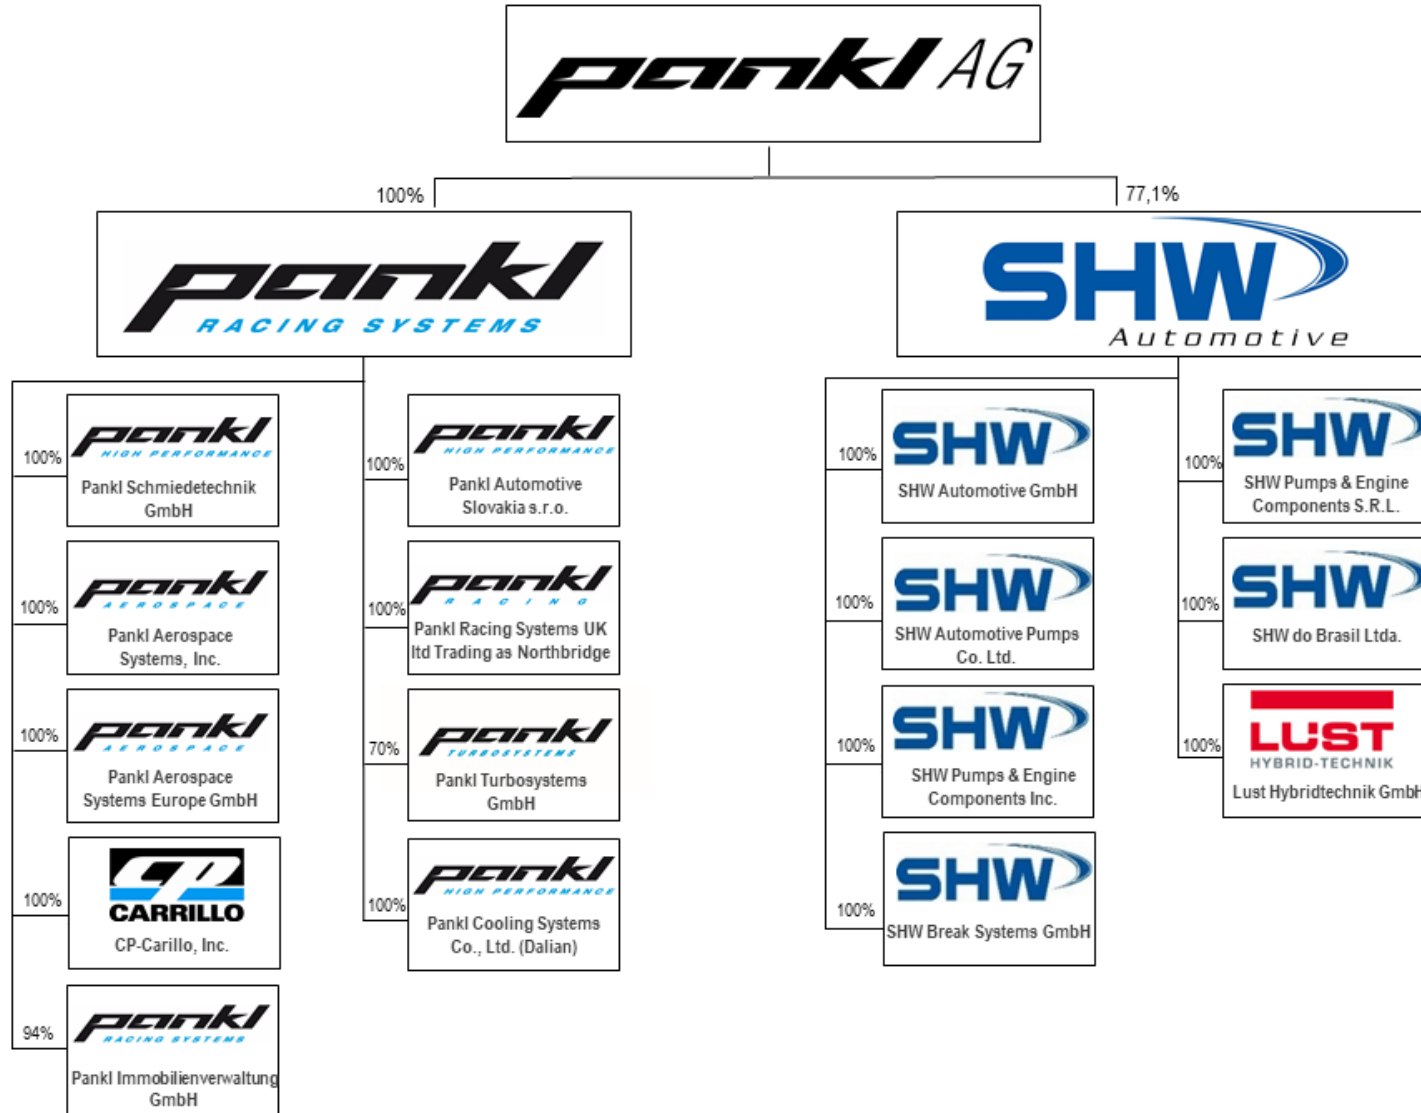 pankl AG
100%
77,1%
pankl
RACING SYSTEMS
SHW
Automotive
100%
pankl
HIGH PERFORMANCE
Pankl Schmiedetechnik
GmbH
100%
pankl
AEROSPACE
Pankl Aerospace
Systems, Inc.
100%
pankl
AEROSPACE
Pankl Aerospace
Systems Europe GmbH
100%
CP
CARRILLO
CP-Carillo, Inc.
94%
pankl
RACING SYSTEMS
Pankl Immobilienverwaltung
GmbH
100%
pankl
HIGH PERFORMANCE
Pankl Automotive
Slovakia s.r.o.
100%
pankl
RACING
Pankl Racing Systems UK
ltd Trading as Northbridge
70%
pankl
TURBOSYSTEMS
Pankl Turbosystems
GmbH
100%
pankl
HIGH PERFORMANCE
Pankl Cooling Systems
Co., Ltd. (Dalian)
100%
SHW
SHW Automotive GmbH
100%
SHW
SHW Automotive Pumps
Co. Ltd.
100%
SHW
SHW Pumps & Engine
Components Inc.
100%
SHW
SHW Break Systems GmbH
100%
SHW
SHW Pumps & Engine
Components S.R.L.
100%
SHW
SHW do Brasil Ltda.
100%
LUST
HYBRID-TECHNIK
Lust Hybridtechnik GmbH